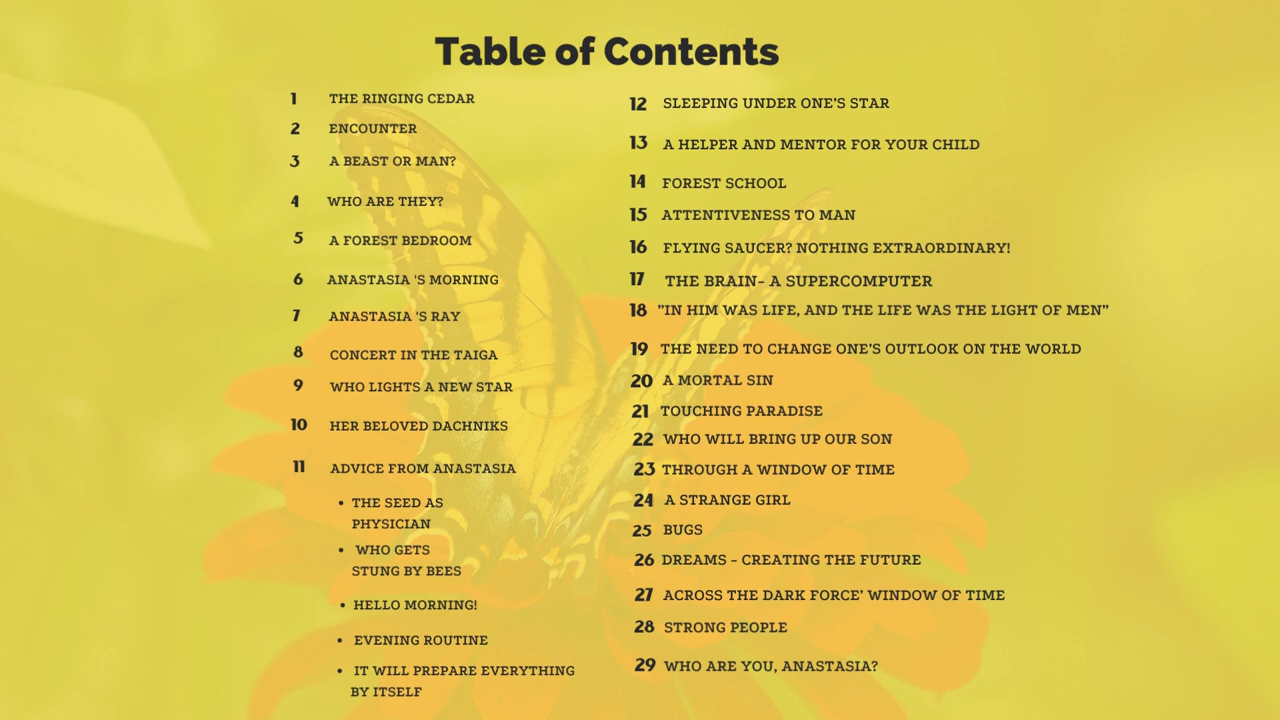 Table of Contents
1 THE RINGING CEDAR
2 ENCOUNTER
3 A BEAST OR MAN?
4 WHO ARE THEY?
5 A FOREST BEDROOM
6 ANASTASIA 'S MORNING
7 ANASTASIA 'S RAY
8 CONCERT IN THE TAIGA
9 WHO LIGHTS A NEW STAR
10 HER BELOVED DACHNIKS
11 ADVICE FROM ANASTASIA
• THE SEED AS
PHYSICIAN
• WHO GETS
STUNG BY BEES
• HELLO MORNING!
• EVENING ROUTINE
• IT WILL PREPARE EVERYTHING
BY ITSELF
12 SLEEPING UNDER ONE'S STAR
13 A HELPER AND MENTOR FOR YOUR CHILD
14 FOREST SCHOOL
15 ATTENTIVENESS TO MAN
16 FLYING SAUCER? NOTHING EXTRAORDINARY!
17 THE BRAIN- A SUPERCOMPUTER
18 ”IN HIM WAS LIFE, AND THE LIFE WAS THE LIGHT OF MEN”
19 THE NEED TO CHANGE ONE'S OUTLOOK ON THE WORLD
20 A MORTAL SIN
21 TOUCHING PARADISE
22 WHO WILL BRING UP OUR SON
23 THROUGH A WINDOW OF TIME
24 A STRANGE GIRL
25 BUGS
26 DREAMS - CREATING THE FUTURE
27 ACROSS THE DARK FORCE’ WINDOW OF TIME
28 STRONG PEOPLE
29 WHO ARE YOU, ANASTASIA?